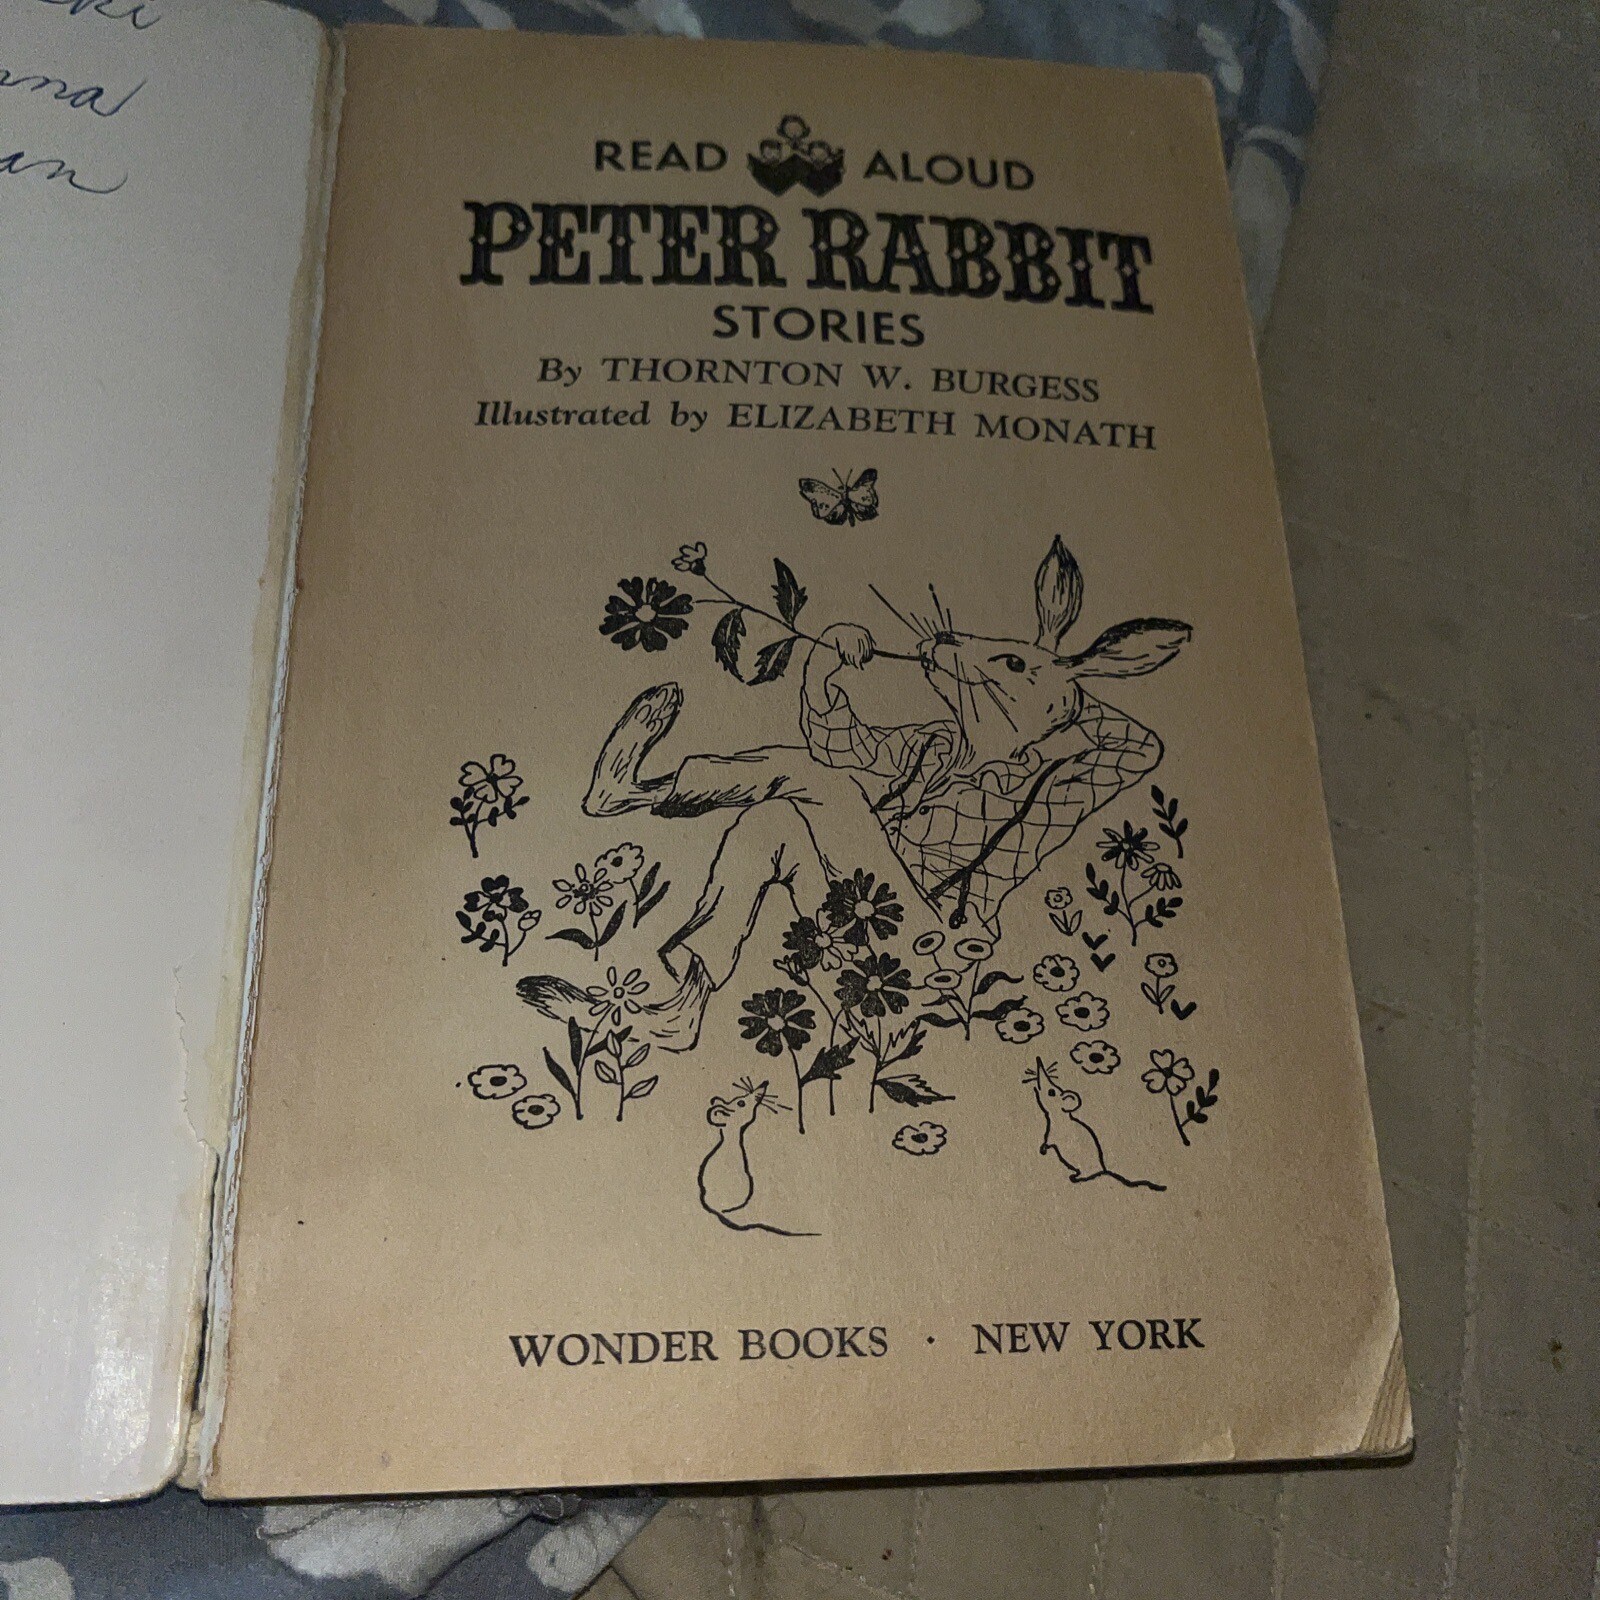 READ ALOUD
PETER RABBIT
STORIES
By THORNTON W. BURGESS
Illustrated by ELIZABETH MONATH
WONDER BOOKS · NEW YORK